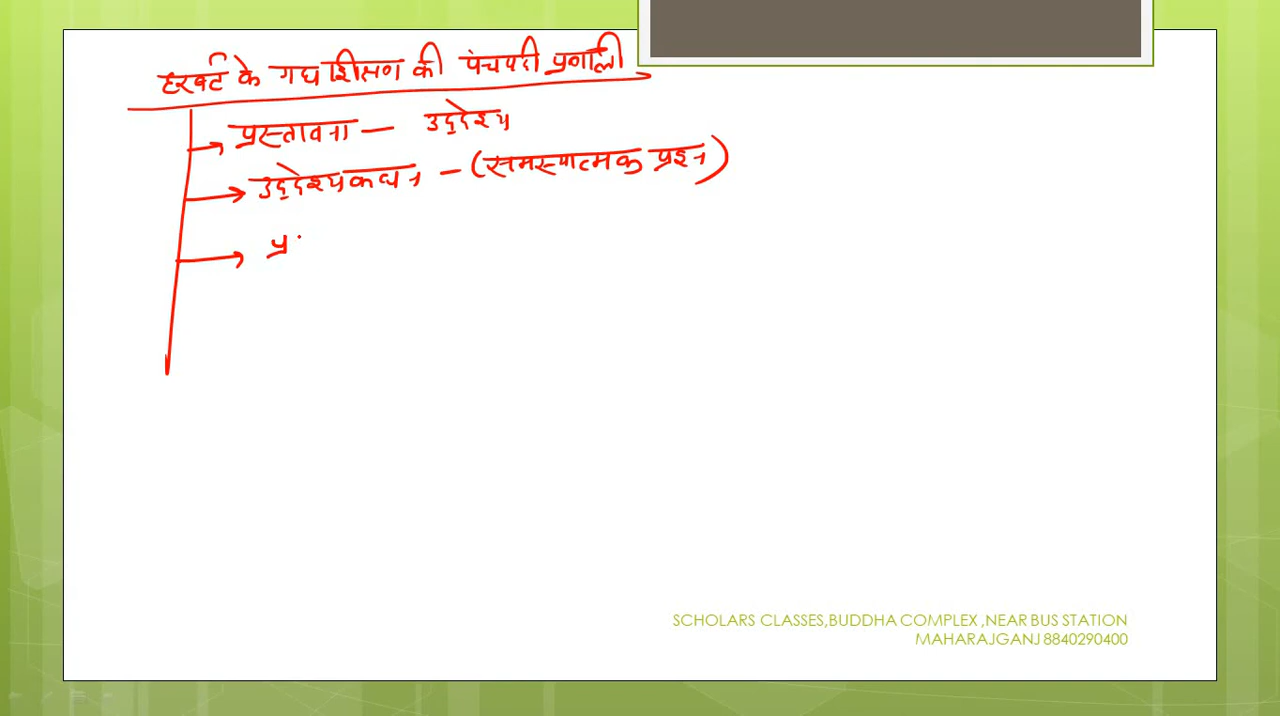 हरबर्ट के गद्य शिक्षण की पंचपदी प्रणाली
प्रस्तावना — उद्देश्य
उद्देश्यकथन - (समस्यात्मक प्रश्न)
प्र
SCHOLARS CLASSES,BUDDHA COMPLEX ,NEAR BUS STATION
MAHARAJGANJ 8840290400